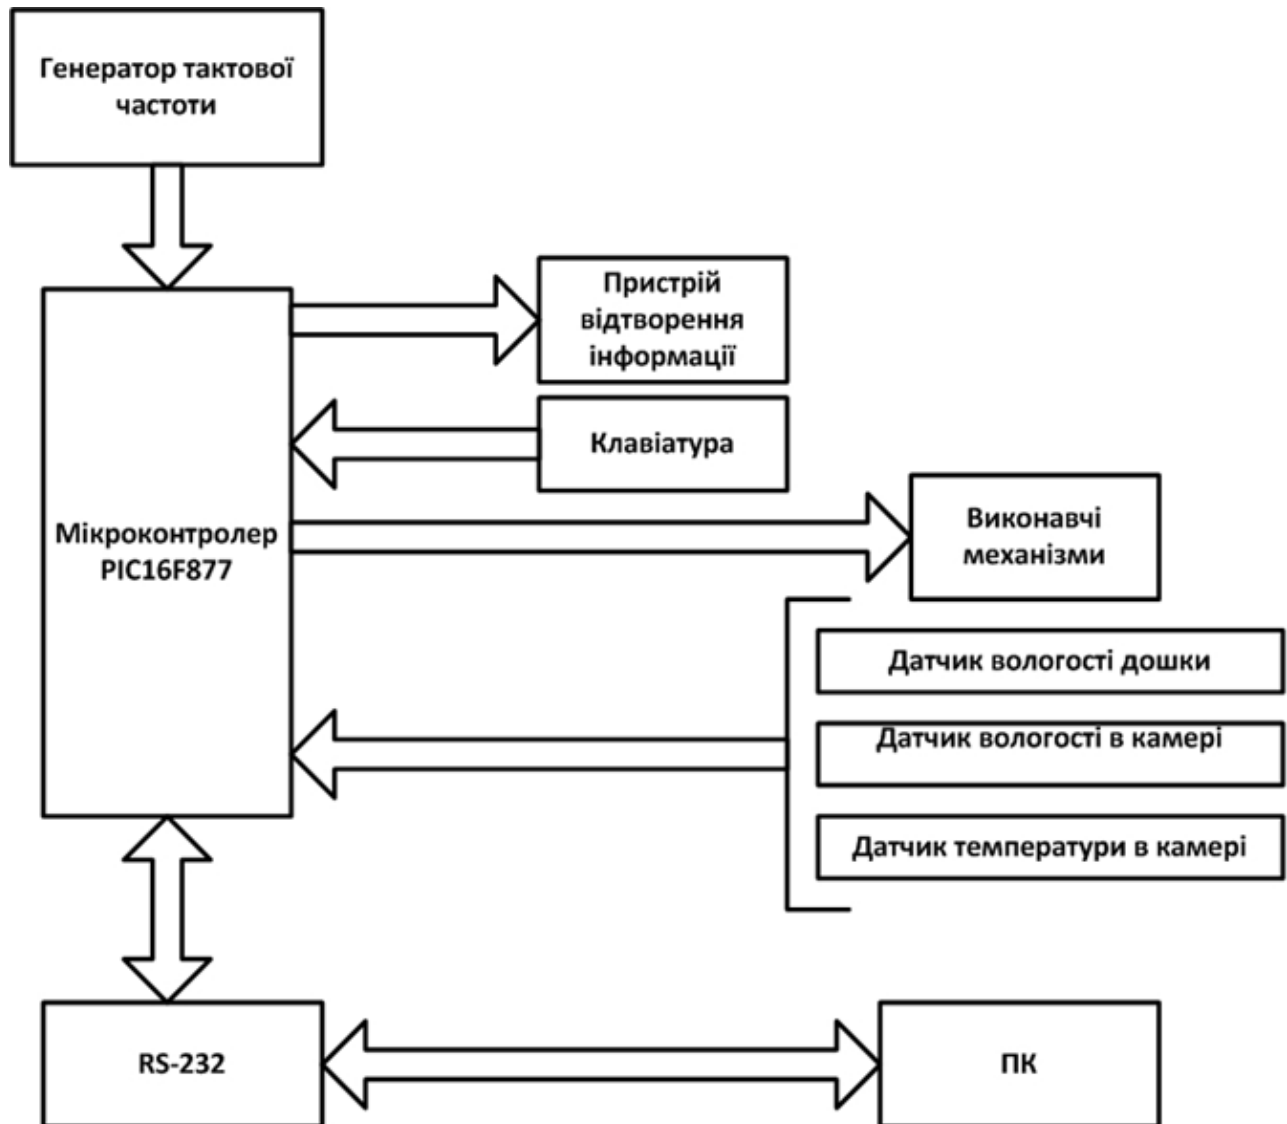 Генератор тактової
частоти
Пристрій
відтворення
інформації
Клавіатура
Мікроконтролер
PIC16F877
Виконавчі
механізми
Датчик вологості дошки
Датчик вологості в камері
Датчик температури в камері
RS-232
ПК